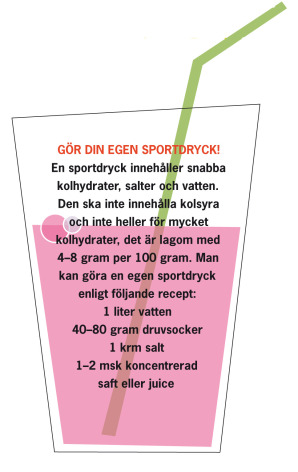 GÖR DIN EGEN SPORTDRYCK!
En sportdryck innehåller snabba
kolhydrater, salter och vatten.
Den ska inte innehålla kolsyra
och inte heller för mycket
kolhydrater, det är lagom med
4–8 gram per 100 gram. Man
kan göra en egen sportdryck
enligt följande recept:
1 liter vatten
40–80 gram druvsocker
1 krm salt
1–2 msk koncentrerad
saft eller juice